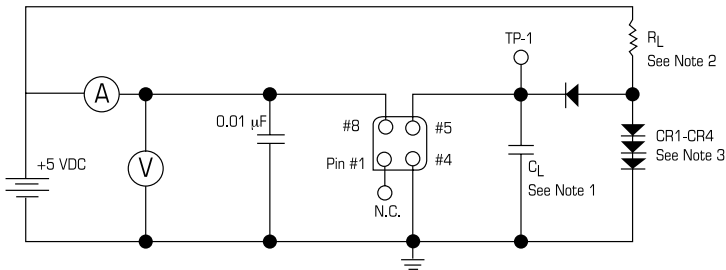 TP-1
R_L
See Note 2
A
0.01 µF
#8
#5
CR1-CR4
See Note 3
+5 VDC
V
Pin #1
#4
C_L
See Note 1
N.C.